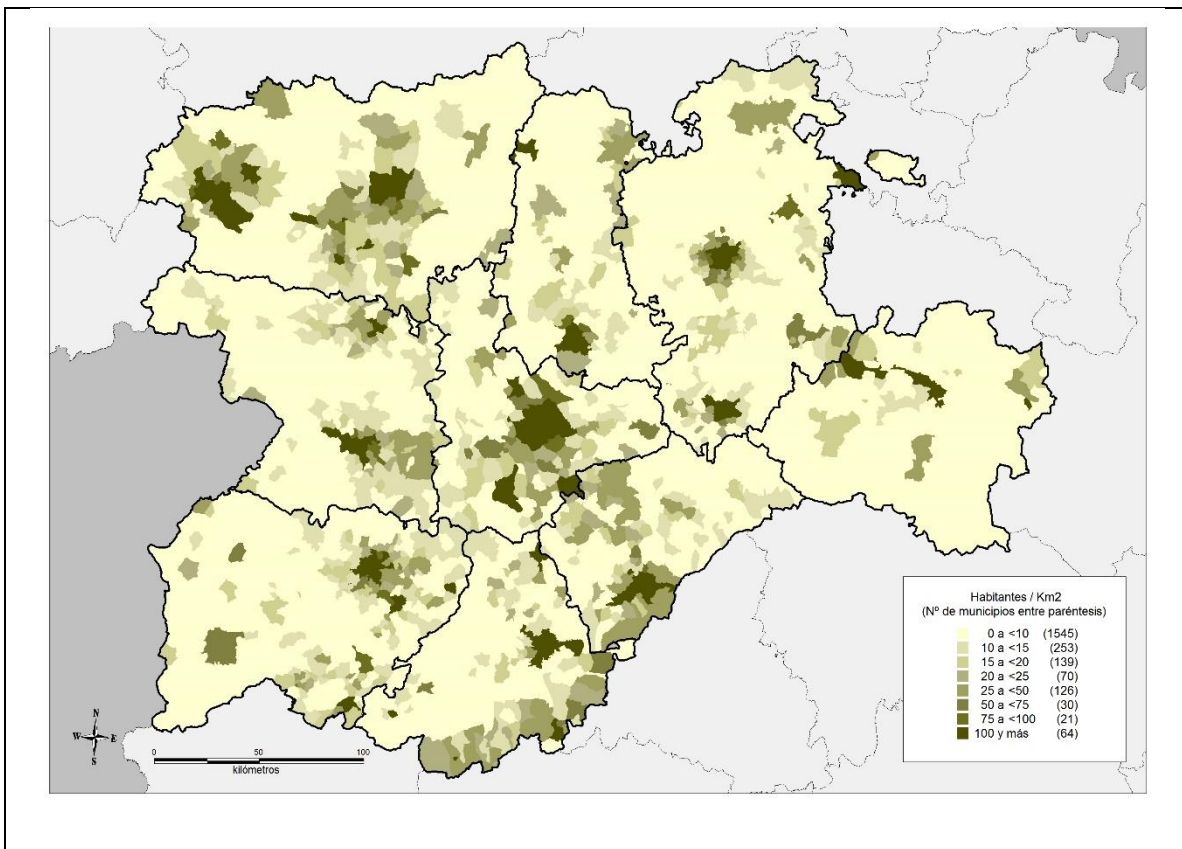 Habitantes / Km2
(Nº de municipios entre paréntesis)
0 a <10 (1545)
10 a <15 (253)
15 a <20 (139)
20 a <25 (70)
25 a <50 (126)
50 a <75 (30)
75 a <100 (21)
100 y más (64)
N
W E
S
0 50 100
kilómetros